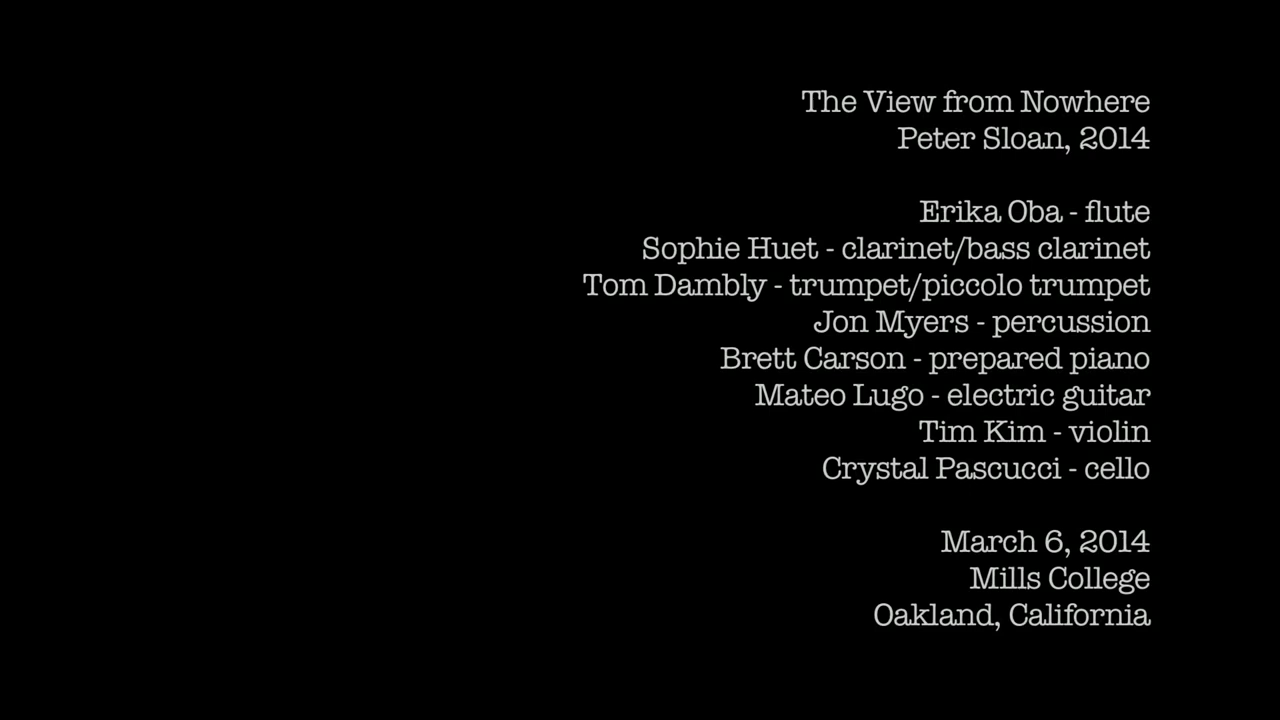 The View from Nowhere
Peter Sloan, 2014
Erika Oba - flute
Sophie Huet - clarinet/bass clarinet
Tom Dambly - trumpet/piccolo trumpet
Jon Myers - percussion
Brett Carson - prepared piano
Mateo Lugo - electric guitar
Tim Kim - violin
Crystal Pascucci - cello
March 6, 2014
Mills College
Oakland, California